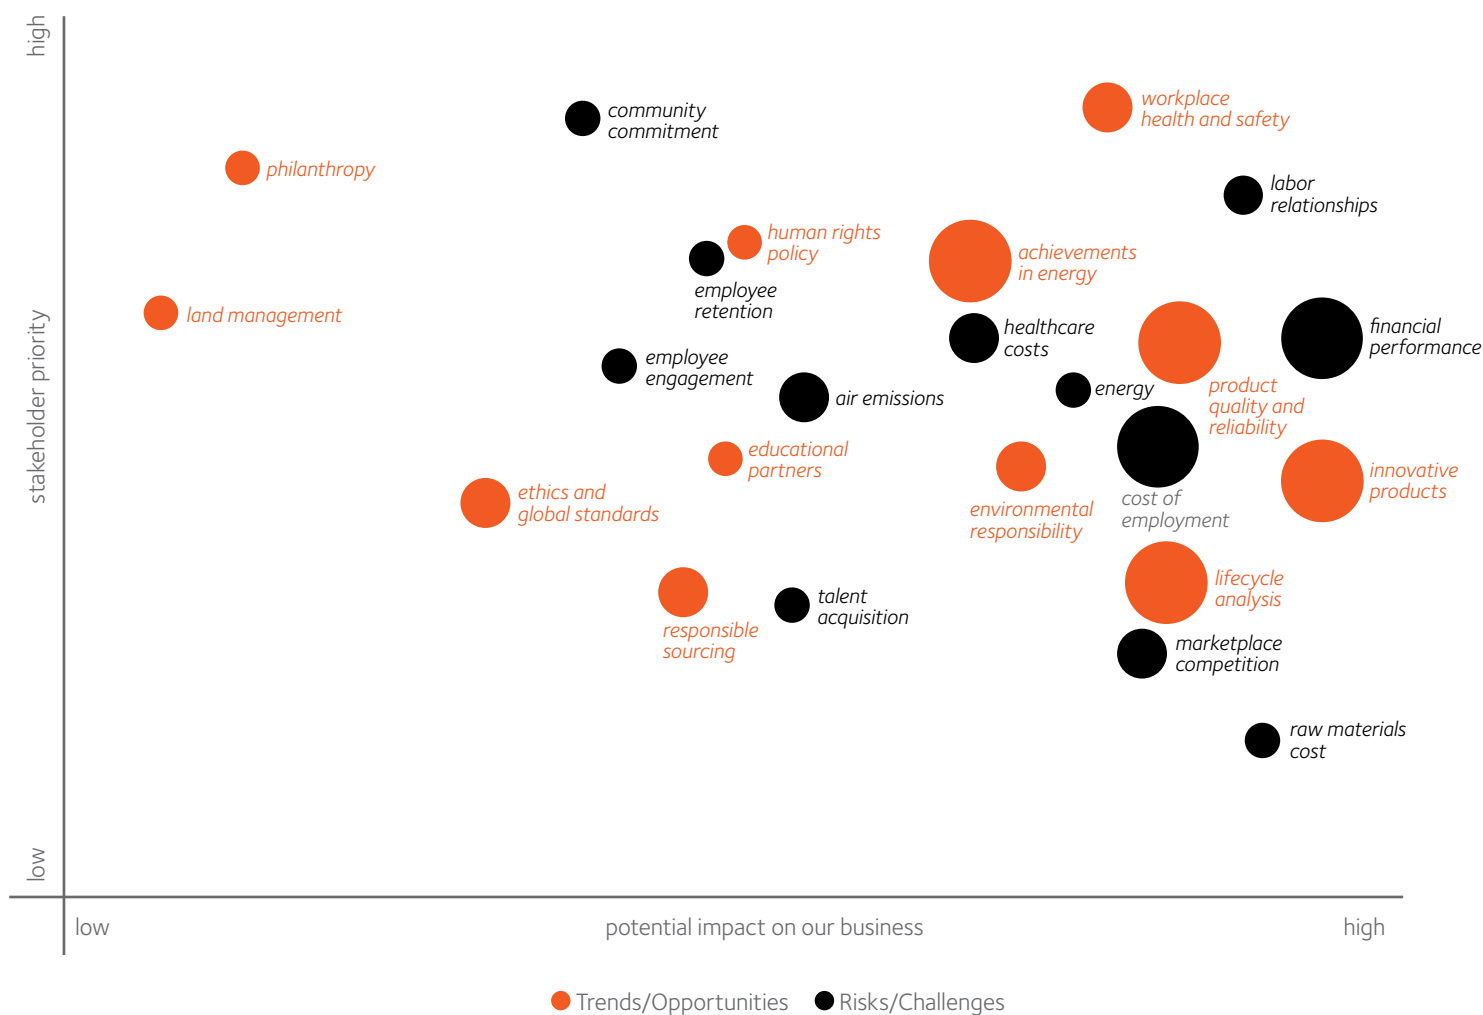 high
stakeholder priority
low
community
commitment
workplace
health and safety
philanthropy
labor
relationships
human rights
policy
achievements
in energy
employee
retention
land management
healthcare
costs
financial
performance
employee
engagement
energy
air emissions
product
quality and
reliability
educational
partners
innovative
products
ethics and
global standards
cost of
employment
environmental
responsibility
lifecycle
analysis
talent
acquisition
responsible
sourcing
marketplace
competition
raw materials
cost
low
potential impact on our business
high
Trends/Opportunities
Risks/Challenges